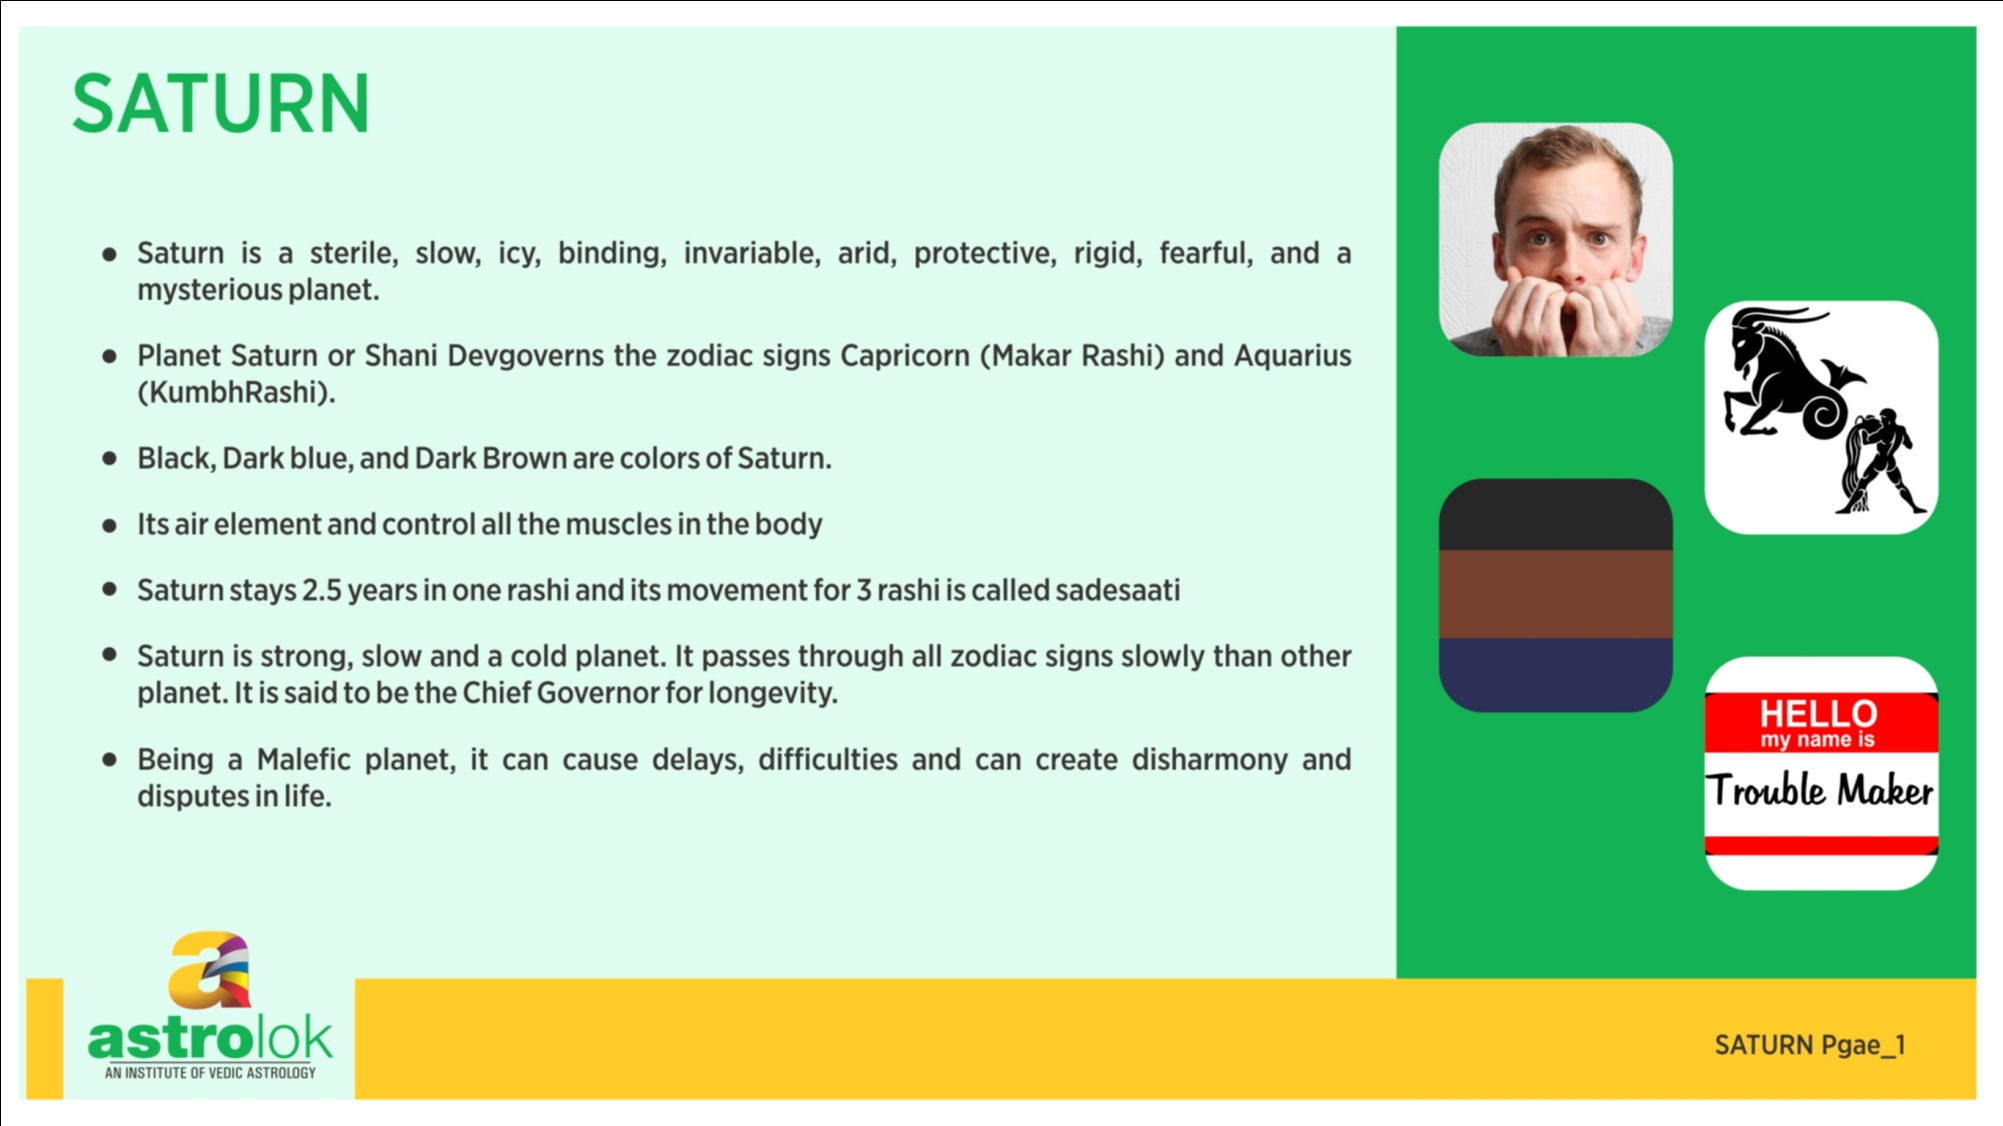 SATURN
● Saturn is a sterile, slow, icy, binding, invariable, arid, protective, rigid, fearful, and a
mysterious planet.
● Planet Saturn or Shani Devgoverns the zodiac signs Capricorn (Makar Rashi) and Aquarius
(KumbhRashi).
● Black, Dark blue, and Dark Brown are colors of Saturn.
● Its air element and control all the muscles in the body
● Saturn stays 2.5 years in one rashi and its movement for 3 rashi is called sadesaati
● Saturn is strong, slow and a cold planet. It passes through all zodiac signs slowly than other
planet. It is said to be the Chief Governor for longevity.
● Being a Malefic planet, it can cause delays, difficulties and can create disharmony and
disputes in life.
HELLO
my name is
Trouble Maker
a
astrolok
AN INSTITUTE OF VEDIC ASTROLOGY
SATURN Pgae_1